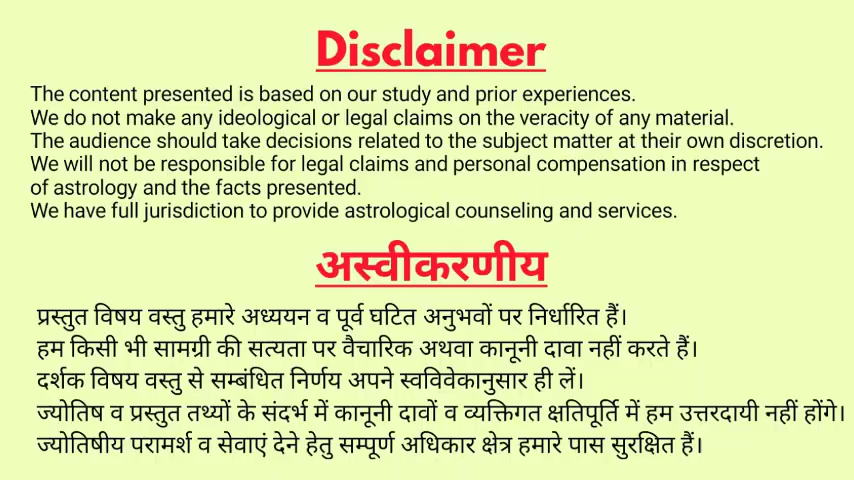 Disclaimer
The content presented is based on our study and prior experiences.
We do not make any ideological or legal claims on the veracity of any material.
The audience should take decisions related to the subject matter at their own discretion.
We will not be responsible for legal claims and personal compensation in respect
of astrology and the facts presented.
We have full jurisdiction to provide astrological counseling and services.
अस्वीकरणीय
प्रस्तुत विषय वस्तु हमारे अध्ययन व पूर्व घटित अनुभवों पर निर्धारित हैं।
हम किसी भी सामग्री की सत्यता पर वैचारिक अथवा कानूनी दावा नहीं करते हैं।
दर्शक विषय वस्तु से सम्बंधित निर्णय अपने स्वविवेकानुसार ही लें।
ज्योतिष व प्रस्तुत तथ्यों के संदर्भ में कानूनी दावों व व्यक्तिगत क्षतिपूर्ति में हम उत्तरदायी नहीं होंगे।
ज्योतिषीय परामर्श व सेवाएं देने हेतु सम्पूर्ण अधिकार क्षेत्र हमारे पास सुरक्षित हैं।